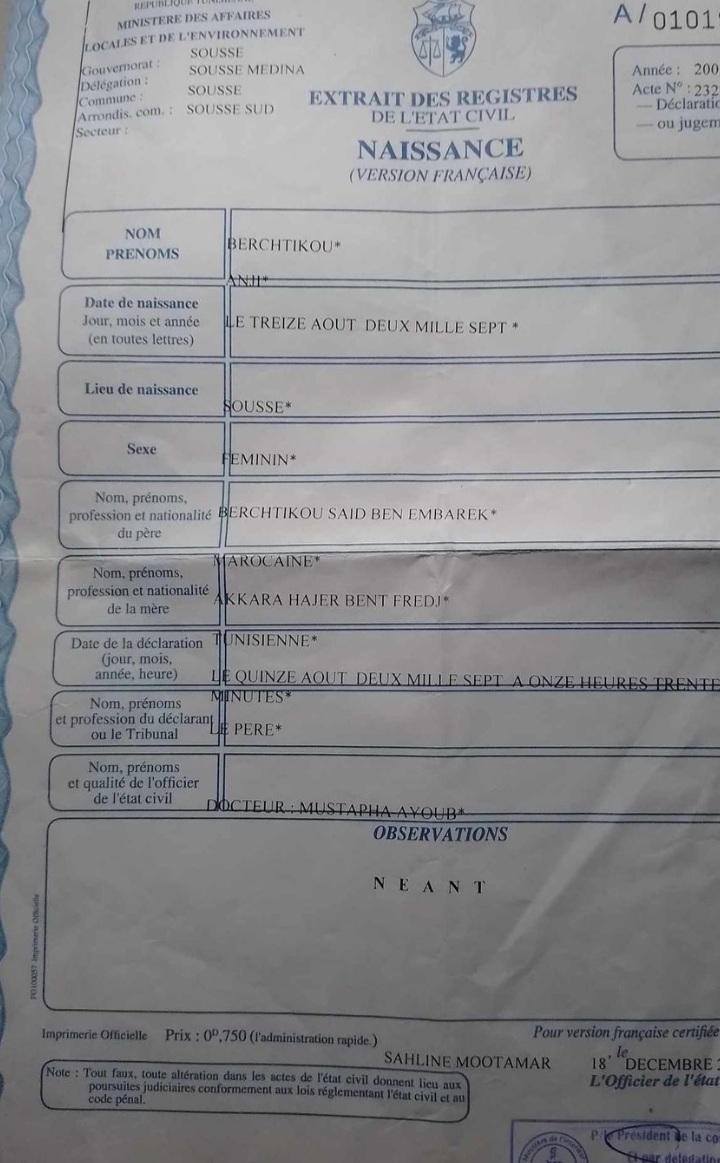 MINISTERE DES AFFAIRES
LOCALES ET DE L'ENVIRONNEMENT
Gouvernorat : SOUSSE
Délégation : SOUSSE MEDINA
Commune : SOUSSE
Arrondis. com. : SOUSSE SUD
Secteur :
EXTRAIT DES REGISTRES
DE L'ETAT CIVIL
NAISSANCE
(VERSION FRANÇAISE)
A/0101
Année : 200
Acte N° : 232
— Déclaratio
— ou jugem
NOM
PRENOMS
BERCHTIKOU*
ANJI*
Date de naissance
Jour, mois et année
(en toutes lettres)
LE TREIZE AOUT DEUX MILLE SEPT *
Lieu de naissance
SOUSSE*
Sexe
FEMININ*
Nom, prénoms,
profession et nationalité
du père
BERCHTIKOU SAID BEN EMBAREK*
MAROCAINE*
Nom, prénoms,
profession et nationalité
de la mère
AKKARA HAJER BENT FREDJ*
TUNISIENNE*
Date de la déclaration
(jour, mois,
année, heure)
LE QUINZE AOUT DEUX MILLE SEPT A ONZE HEURES TRENTE
MINUTES*
Nom, prénoms
et profession du déclarant
ou le Tribunal
LE PERE*
Nom, prénoms
et qualité de l'officier
de l'état civil
DOCTEUR : MUSTAPHA AYOUB*
OBSERVATIONS
N E A N T
PO100057 Imprimerie Officielle
Imprimerie Officielle Prix : 0D,750 (l'administration rapide.)
Pour version française certifiée
SAHLINE MOOTAMAR 18' le DECEMBRE
L'Officier de l'état
Note : Tout faux, toute altération dans les actes de l'état civil donnent lieu aux
poursuites judiciaires conformement aux lois réglementant l'état civil et au
code pénal.
P/le Président de la co
Et par délégation